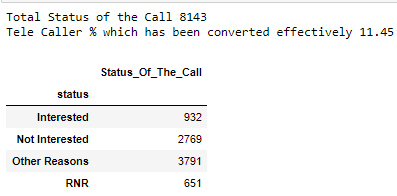 Total Status of the Call 8143
Tele Caller % which has been converted effectively 11.45
Status_Of_The_Call
status
Interested 932
Not Interested 2769
Other Reasons 3791
RNR 651